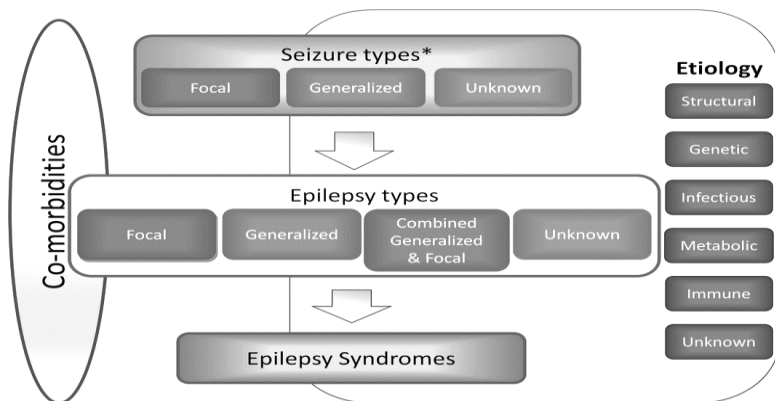 Seizure types*
Focal
Generalized
Unknown
Epilepsy types
Focal
Generalized
Combined
Generalized
& Focal
Unknown
Epilepsy Syndromes
Co-morbidities
Etiology
Structural
Genetic
Infectious
Metabolic
Immune
Unknown